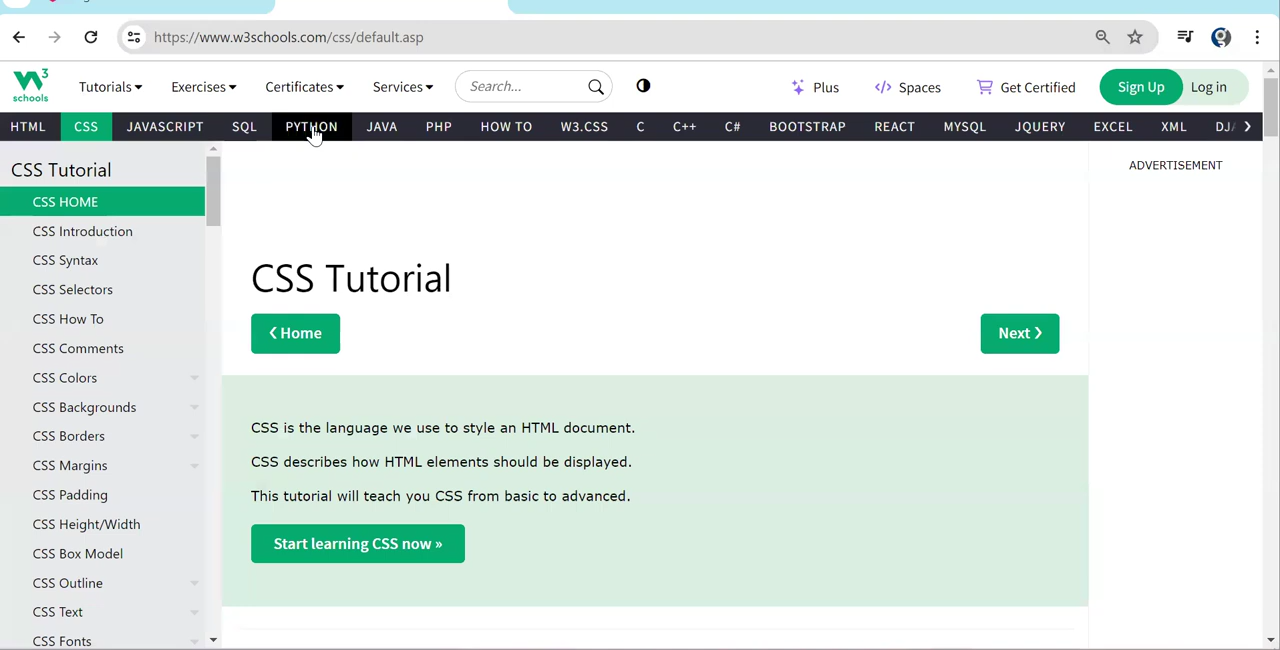 https://www.w3schools.com/css/default.asp
W3 schools Tutorials Exercises Certificates Services Search... Plus Spaces Get Certified Sign Up Log in
HTML CSS JAVASCRIPT SQL PYTHON JAVA PHP HOW TO W3.CSS C C++ C# BOOTSTRAP REACT MYSQL JQUERY EXCEL XML
CSS Tutorial
CSS HOME
CSS Introduction
CSS Syntax
CSS Selectors
CSS How To
CSS Comments
CSS Colors
CSS Backgrounds
CSS Borders
CSS Margins
CSS Padding
CSS Height/Width
CSS Box Model
CSS Outline
CSS Text
CSS Fonts
CSS Tutorial
❮ Home
Next ❯
CSS is the language we use to style an HTML document.
CSS describes how HTML elements should be displayed.
This tutorial will teach you CSS from basic to advanced.
Start learning CSS now »
ADVERTISEMENT